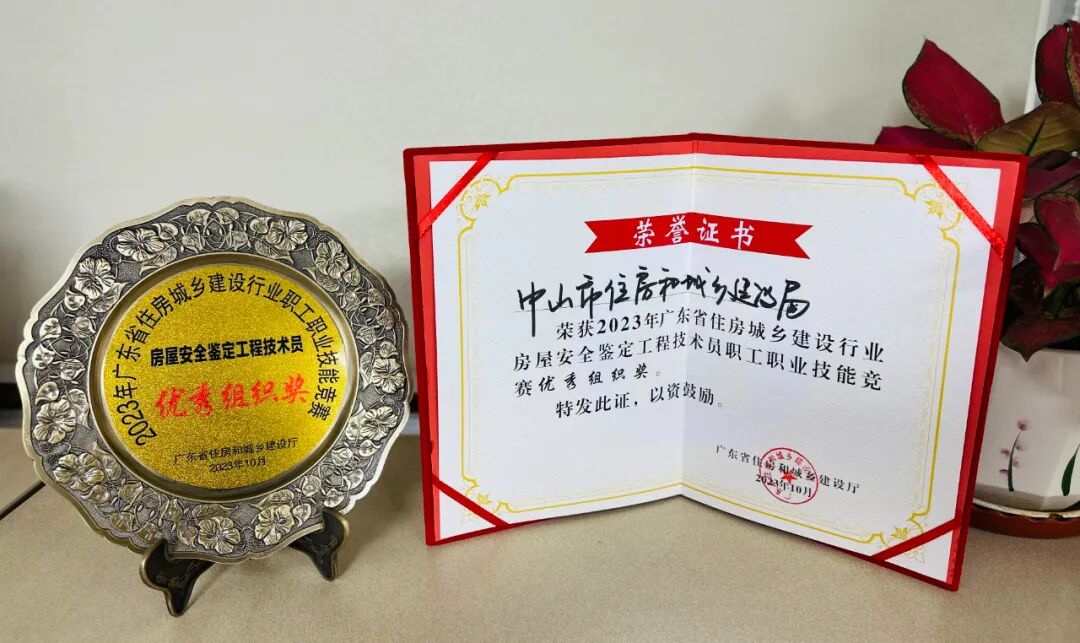 2023年广东省住房城乡建设行业职工职业技能竞赛
房屋安全鉴定工程技术员
优秀组织奖
广东省住房和城乡建设厅
2023年10月
荣誉证书
中山市住房和城乡建设局
荣获2023年广东省住房城乡建设行业
房屋安全鉴定工程技术员职工职业技能竞
赛优秀组织奖。
特发此证，以资鼓励。
广东省住房和城乡建设厅
2023年10月